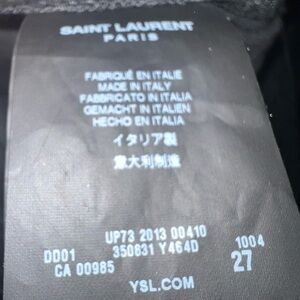 SAINT LAURENT
PARIS
FABRIQUÉ EN ITALIE
MADE IN ITALY
FABBRICATO IN ITALIA
GEMACHT IN ITALIEN
HECHO EN ITALIA
イタリア製
意大利制造
UP73 2013 00410
DD01 350631 Y464D 1004
CA 00985 27
YSL.COM